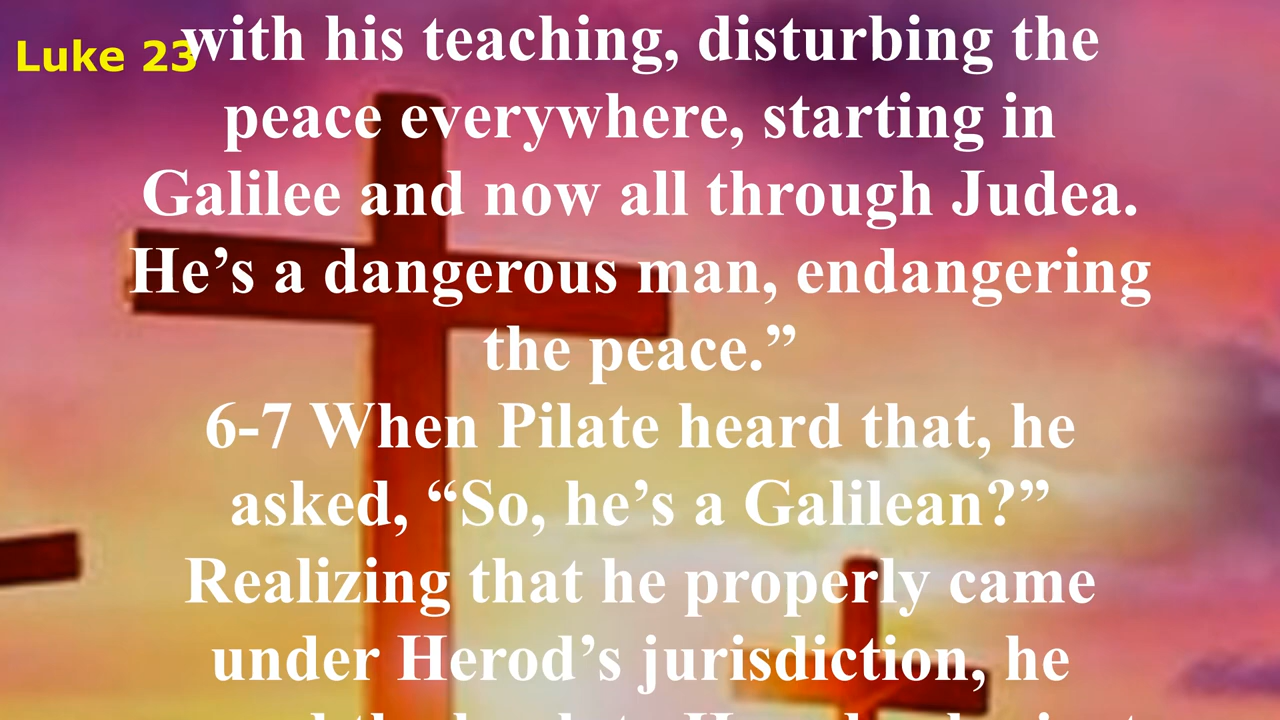 Luke 23
with his teaching, disturbing the
peace everywhere, starting in
Galilee and now all through Judea.
He’s a dangerous man, endangering
the peace.”
6-7 When Pilate heard that, he
asked, “So, he’s a Galilean?”
Realizing that he properly came
under Herod’s jurisdiction, he